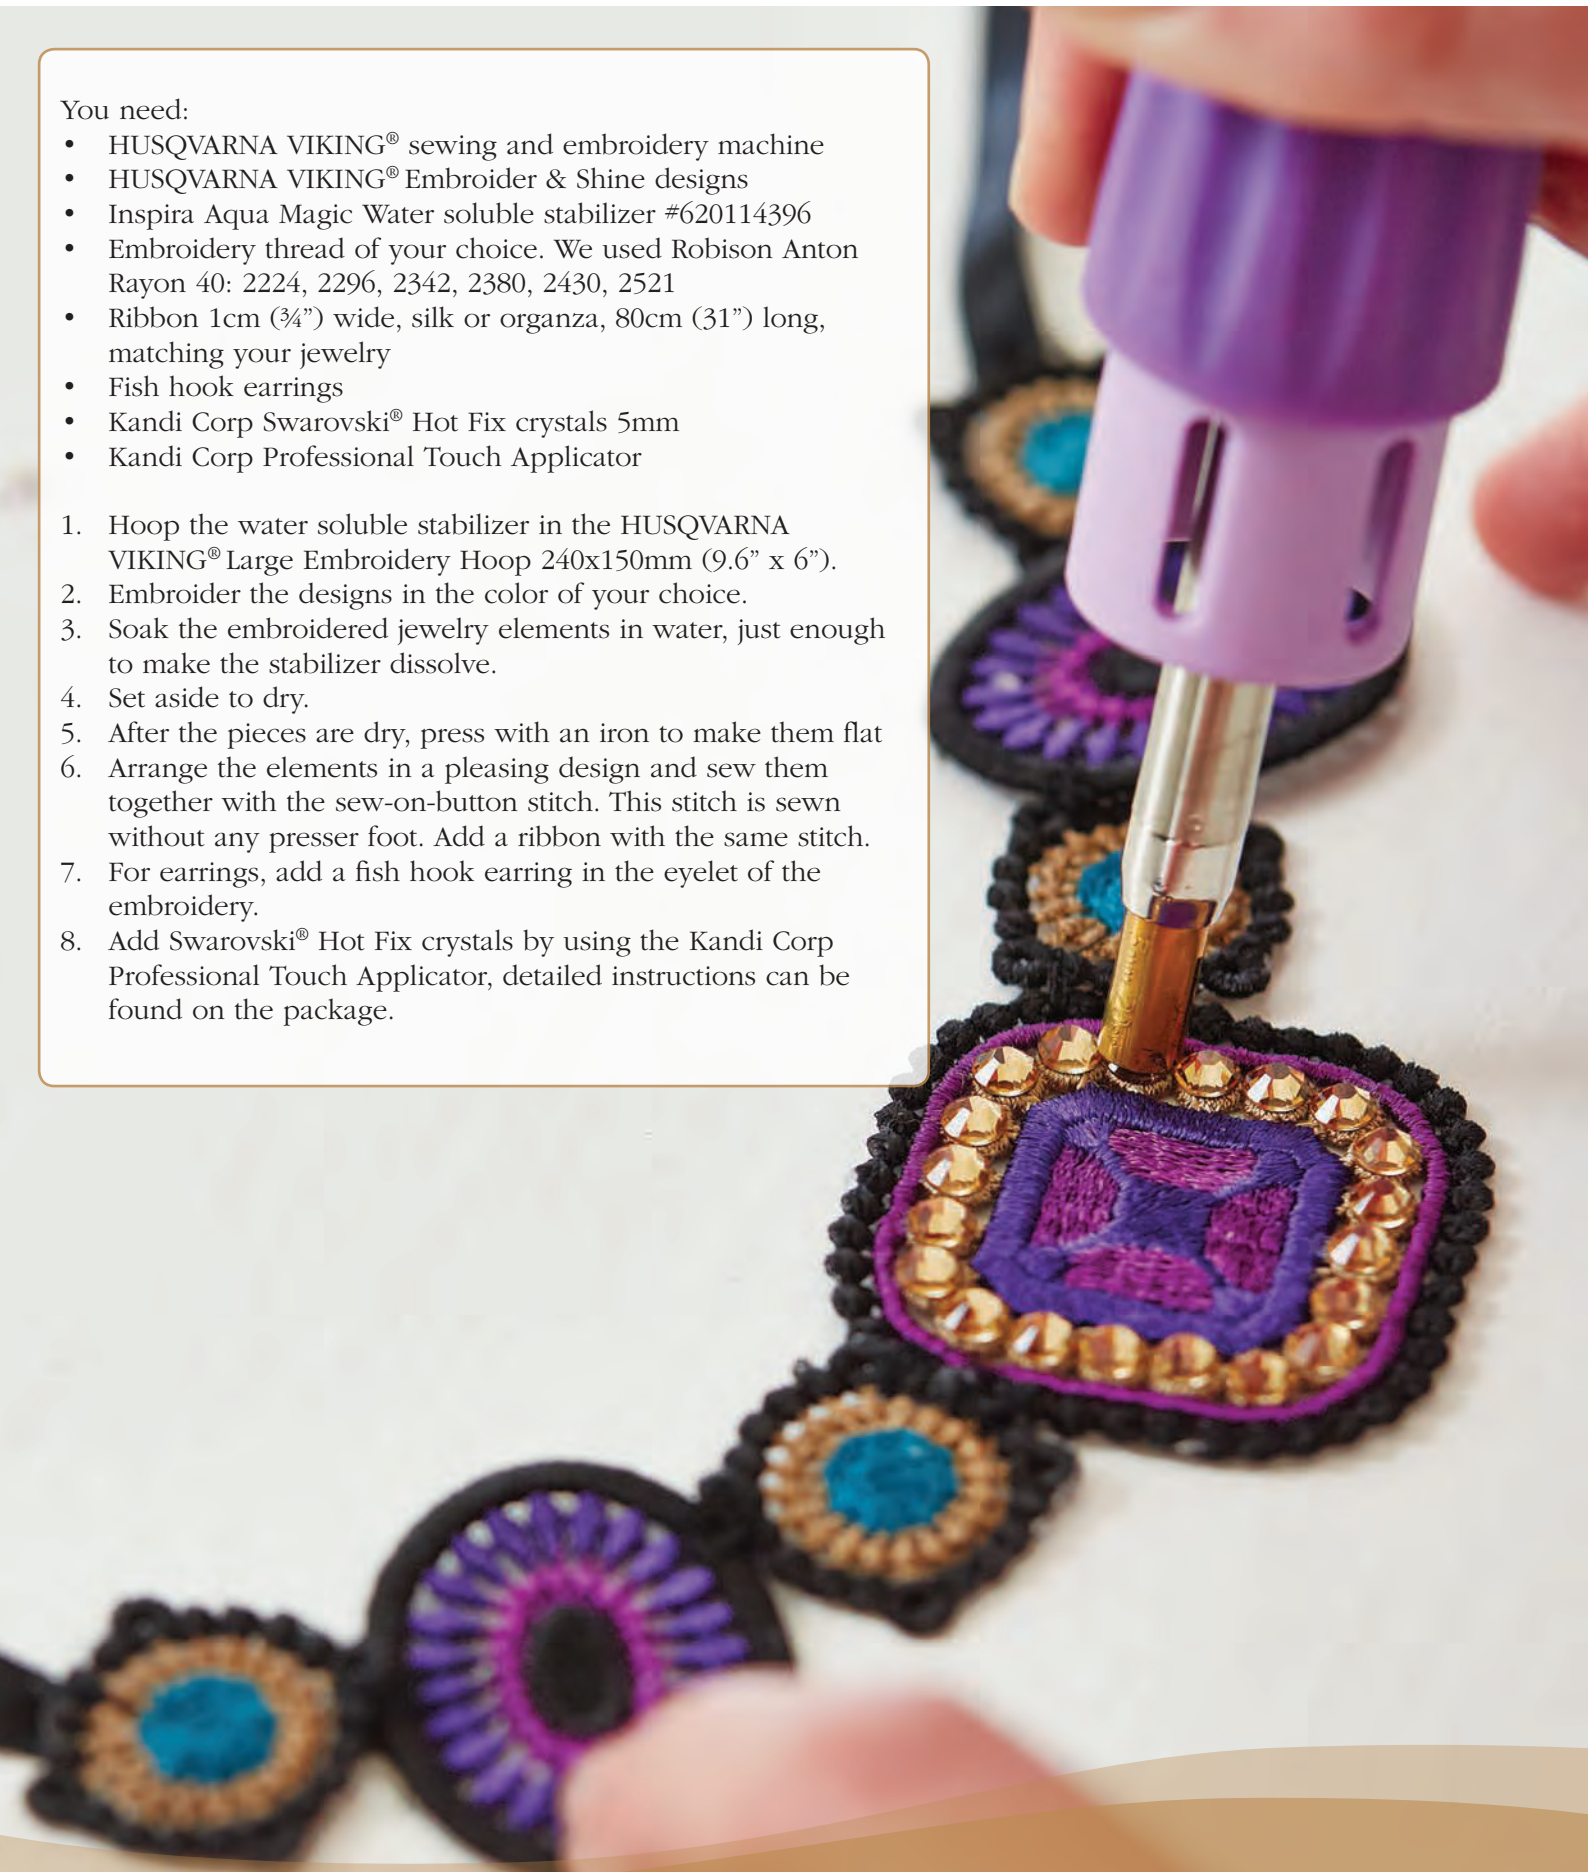 You need:
• HUSQVARNA VIKING® sewing and embroidery machine
• HUSQVARNA VIKING® Embroider & Shine designs
• Inspira Aqua Magic Water soluble stabilizer #620114396
• Embroidery thread of your choice. We used Robison Anton
Rayon 40: 2224, 2296, 2342, 2380, 2430, 2521
• Ribbon 1cm (¾”) wide, silk or organza, 80cm (31”) long,
matching your jewelry
• Fish hook earrings
• Kandi Corp Swarovski® Hot Fix crystals 5mm
• Kandi Corp Professional Touch Applicator
1. Hoop the water soluble stabilizer in the HUSQVARNA
VIKING® Large Embroidery Hoop 240x150mm (9.6” x 6”).
2. Embroider the designs in the color of your choice.
3. Soak the embroidered jewelry elements in water, just enough
to make the stabilizer dissolve.
4. Set aside to dry.
5. After the pieces are dry, press with an iron to make them flat
6. Arrange the elements in a pleasing design and sew them
together with the sew-on-button stitch. This stitch is sewn
without any presser foot. Add a ribbon with the same stitch.
7. For earrings, add a fish hook earring in the eyelet of the
embroidery.
8. Add Swarovski® Hot Fix crystals by using the Kandi Corp
Professional Touch Applicator, detailed instructions can be
found on the package.